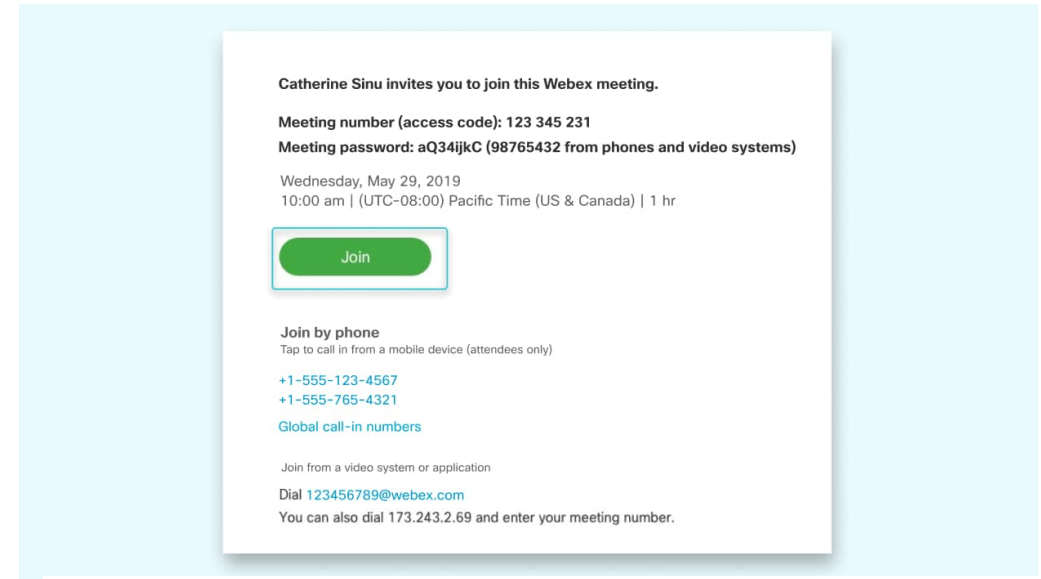 Catherine Sinu invites you to join this Webex meeting.
Meeting number (access code): 123 345 231
Meeting password: aQ34ijkC (98765432 from phones and video systems)
Wednesday, May 29, 2019
10:00 am | (UTC-08:00) Pacific Time (US & Canada) | 1 hr
Join
Join by phone
Tap to call in from a mobile device (attendees only)
+1-555-123-4567
+1-555-765-4321
Global call-in numbers
Join from a video system or application
Dial 123456789@webex.com
You can also dial 173.243.2.69 and enter your meeting number.